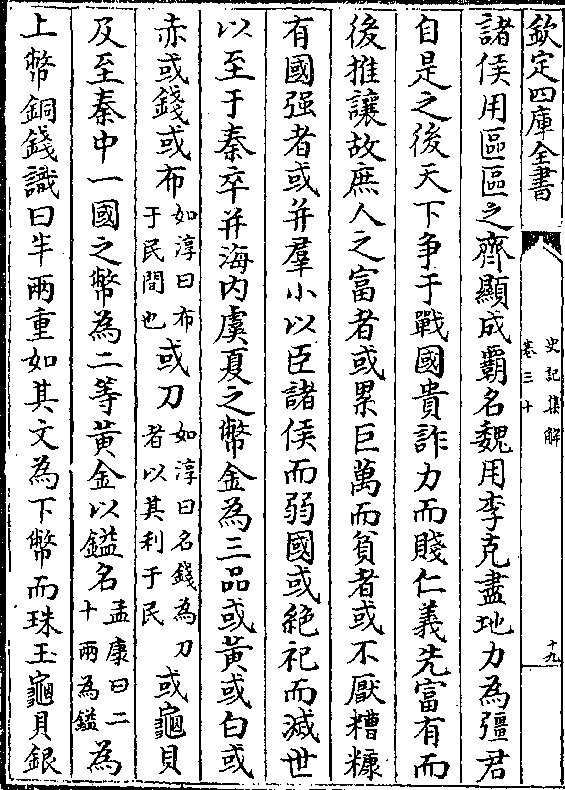 欽定四庫全書
史記集解
卷三十
十九
諸侯用區區之齊顯成霸名魏用李克盡地力為彊君
自是之後天下争于戰國貴詐力而賤仁義先富有而
後推讓故庶人之富者或累巨萬而貧者或不厭糟糠
有國强者或并羣小以臣諸侯而弱國或絶祀而滅世
以至于秦卒并海内虞夏之幣金為三品或黄或白或
赤或錢或布如淳曰布于民間也或刀如淳曰名錢為刀者以其利于民或龜貝
及至秦中一國之幣為二等黄金以鎰名孟康曰二十兩為鎰為
上幣銅錢識曰半兩重如其文為下幣而珠玉龜貝銀